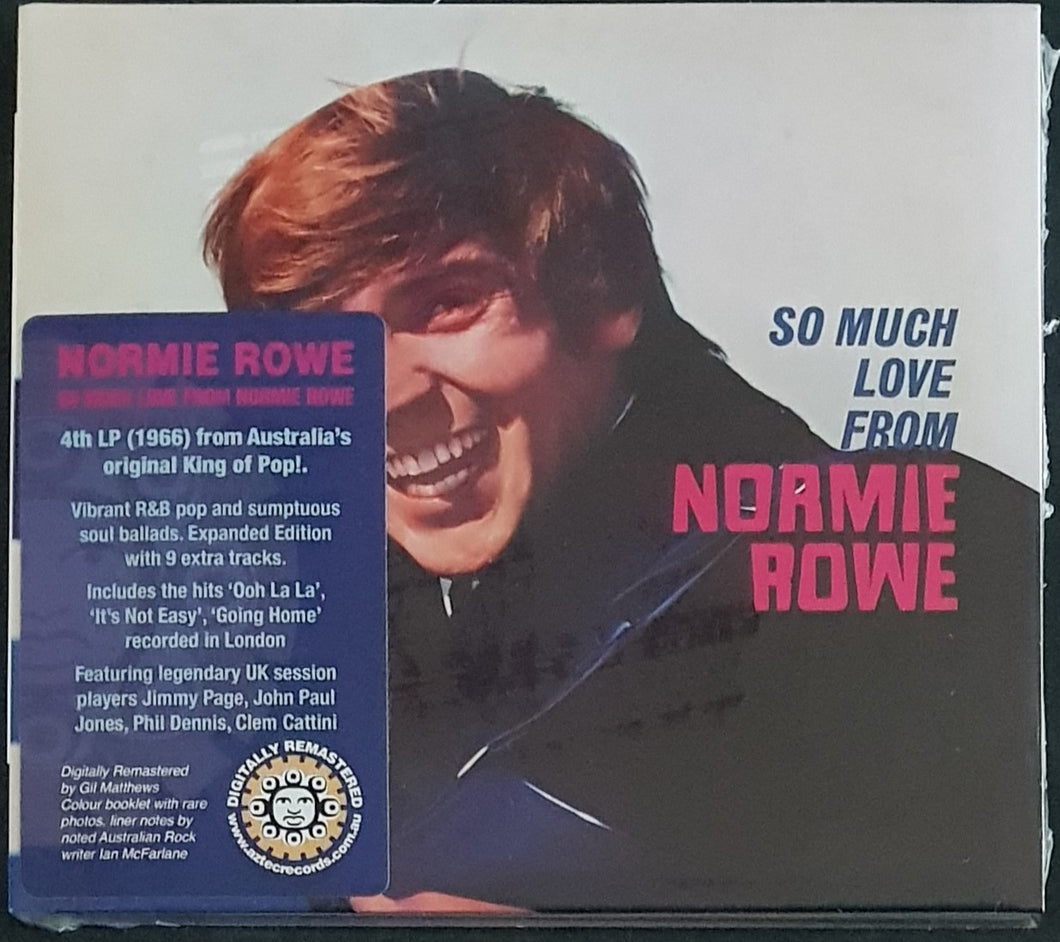 SO MUCH
LOVE
FROM
NORMIE
ROWE
NORMIE ROWE
SO MUCH LOVE FROM NORMIE ROWE
4th LP (1966) from Australia's
original King of Pop!.
Vibrant R&B pop and sumptuous
soul ballads. Expanded Edition
with 9 extra tracks.
Includes the hits 'Ooh La La',
'It's Not Easy', 'Going Home'
recorded in London
Featuring legendary UK session
players Jimmy Page, John Paul
Jones, Phil Dennis, Clem Cattini
Digitally Remastered
by Gil Matthews
Colour booklet with rare
photos. liner notes by
noted Australian Rock
writer Ian McFarlane
DIGITALLY REMASTERED
www.aztecrecords.com.au